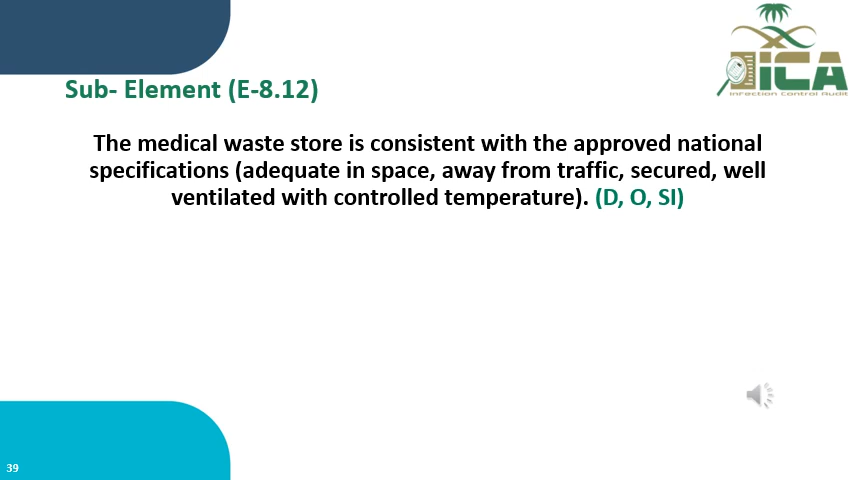 ICA
Infection Control Audit
Sub- Element (E-8.12)
The medical waste store is consistent with the approved national
specifications (adequate in space, away from traffic, secured, well
ventilated with controlled temperature). (D, O, SI)
39